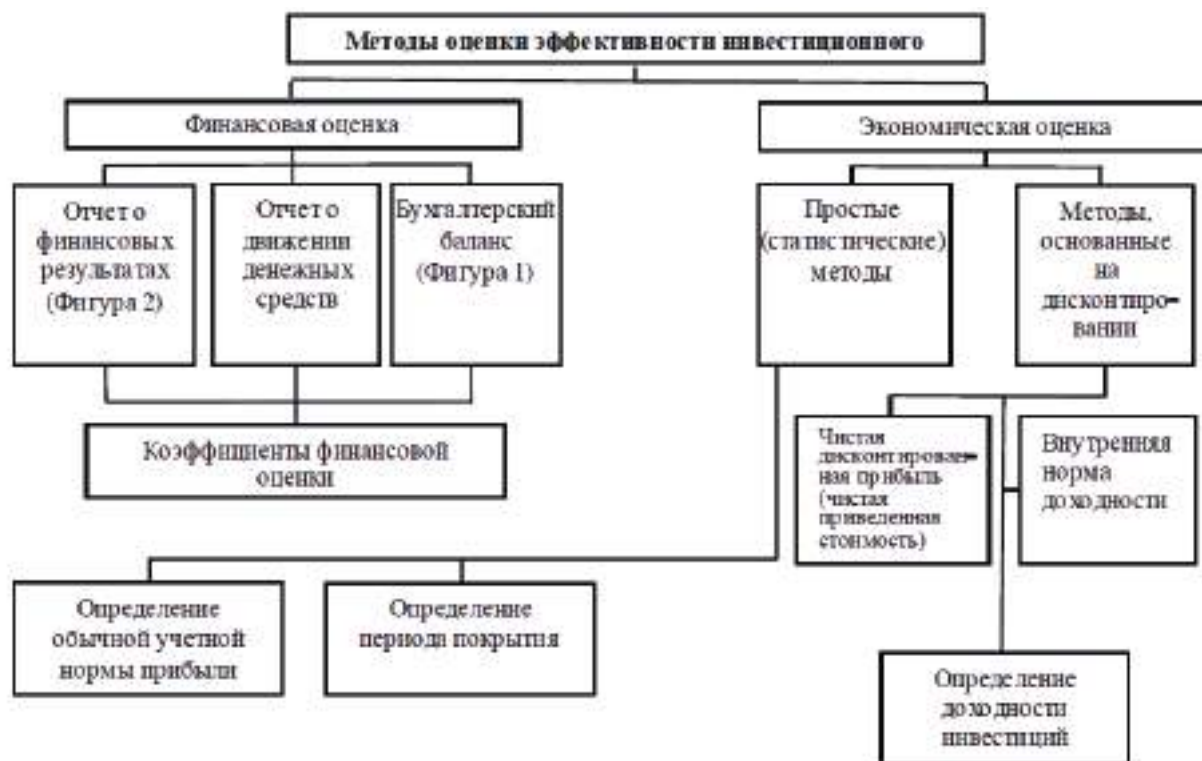 Методы оценки эффективности инвестиционного
Финансовая оценка
Экономическая оценка
Отчет о
финансовых
результатах
(Фигура 2)
Отчет о
движении
денежных
средств
Бухгалтерский
баланс
(Фигура 1)
Простые
(статистические)
методы
Методы,
основанные
на
дисконтиро-
вании
Коэффициенты финансовой
оценки
Чистая
дисконтирован-
ная прибыль
(чистая
приведенная
стоимость)
Внутренняя
норма
доходности
Определение
обычной учетной
нормы прибыли
Определение
периода покрытия
Определение
доходности
инвестиций